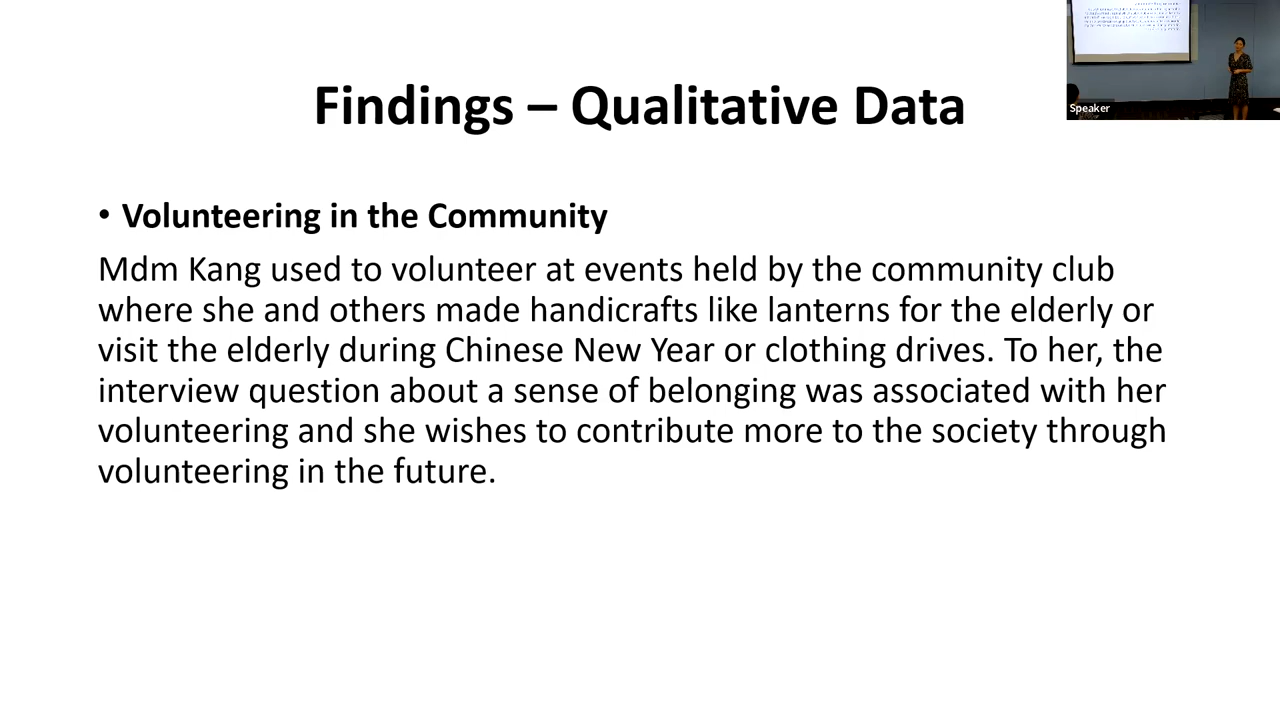 Findings – Qualitative Data
Speaker
• Volunteering in the Community
Mdm Kang used to volunteer at events held by the community club
where she and others made handicrafts like lanterns for the elderly or
visit the elderly during Chinese New Year or clothing drives. To her, the
interview question about a sense of belonging was associated with her
volunteering and she wishes to contribute more to the society through
volunteering in the future.